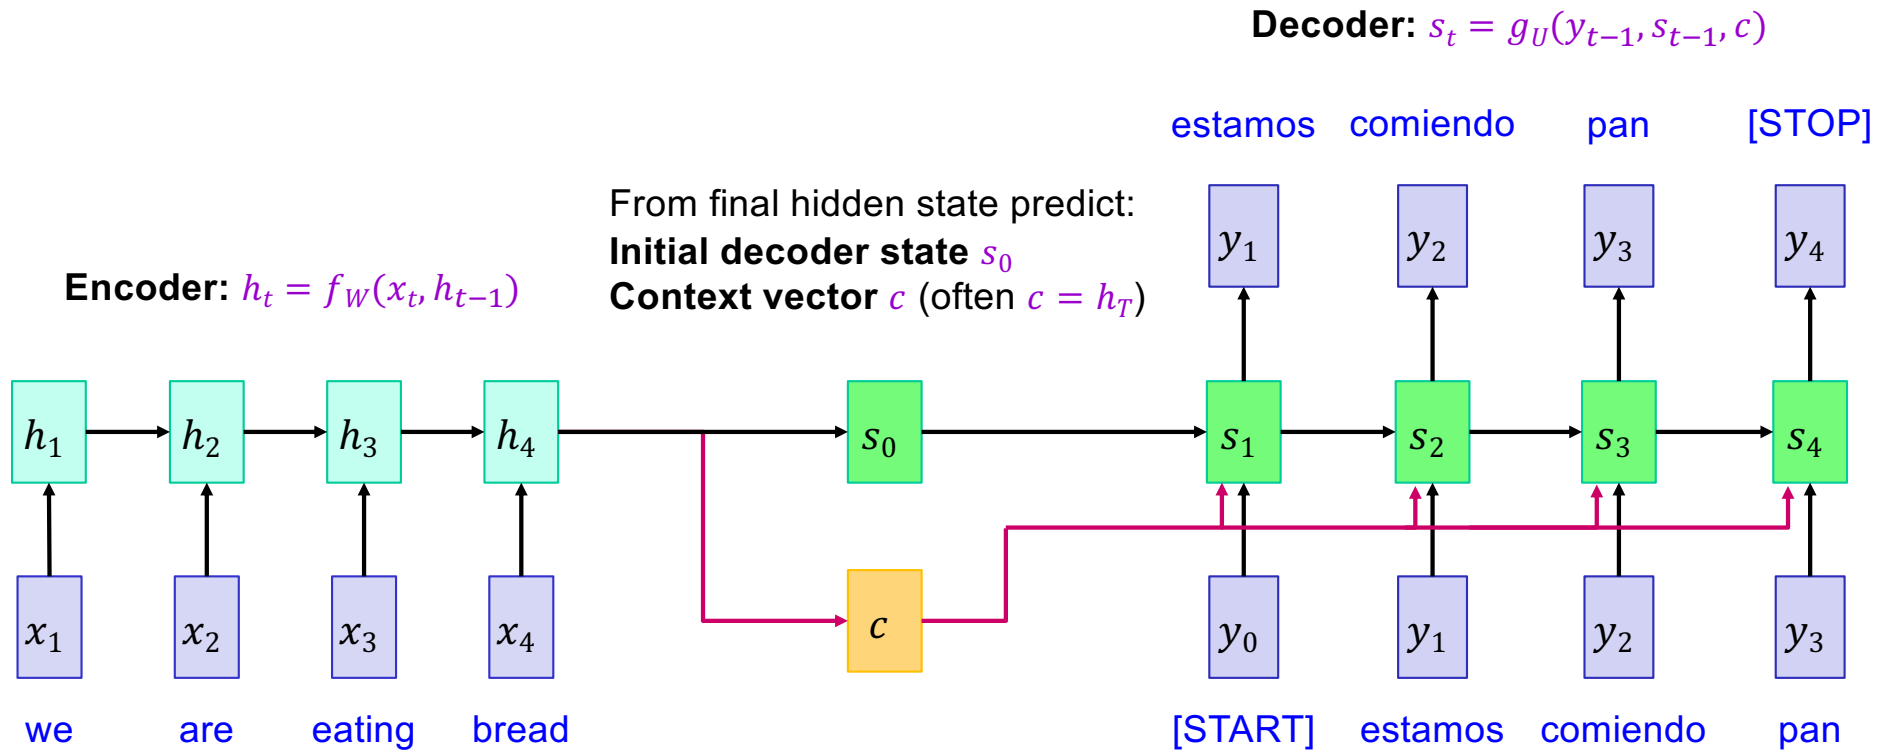 Decoder: s_t = g_U(y_{t−1}, s_{t−1}, c)
estamos comiendo pan [STOP]
From final hidden state predict:
Initial decoder state s_0
Context vector c (often c = h_T)
Encoder: h_t = f_W(x_t, h_{t−1})
y_1 y_2 y_3 y_4
h_1 h_2 h_3 h_4 s_0 s_1 s_2 s_3 s_4
x_1 x_2 x_3 x_4 c y_0 y_1 y_2 y_3
we are eating bread [START] estamos comiendo pan